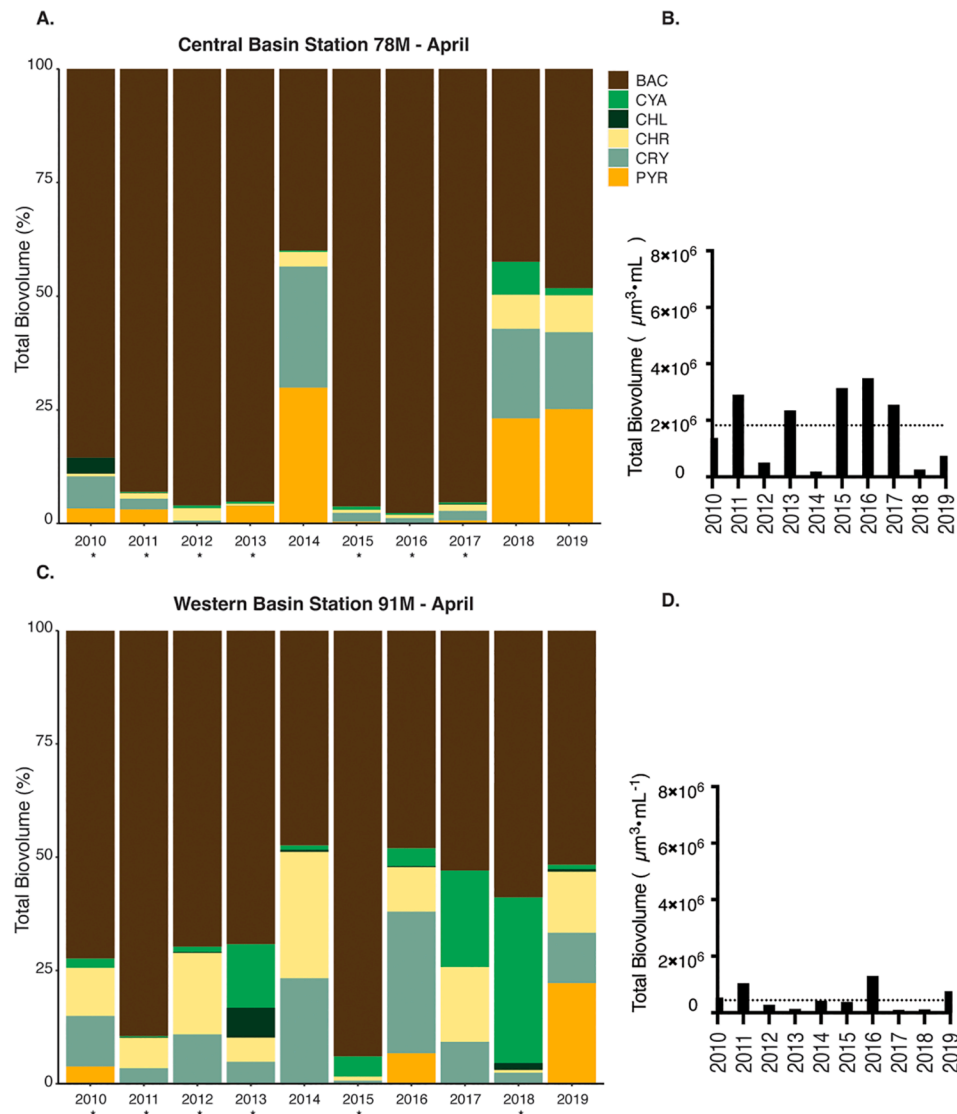 A.
Central Basin Station 78M - April
100
75
50
25
0
Total Biovolume (%)
2010 2011 2012 2013 2014 2015 2016 2017 2018 2019
* * * * * * *
BAC
CYA
CHL
CHR
CRY
PYR
B.
Total Biovolume ( µm³•mL )
8×10⁶
6×10⁶
4×10⁶
2×10⁶
0
2010 2011 2012 2013 2014 2015 2016 2017 2018 2019
C.
Western Basin Station 91M - April
100
75
50
25
0
Total Biovolume (%)
2010 2011 2012 2013 2014 2015 2016 2017 2018 2019
* * * * * *
D.
Total Biovolume ( µm³•mL⁻¹)
8×10⁶
6×10⁶
4×10⁶
2×10⁶
0
2010 2011 2012 2013 2014 2015 2016 2017 2018 2019